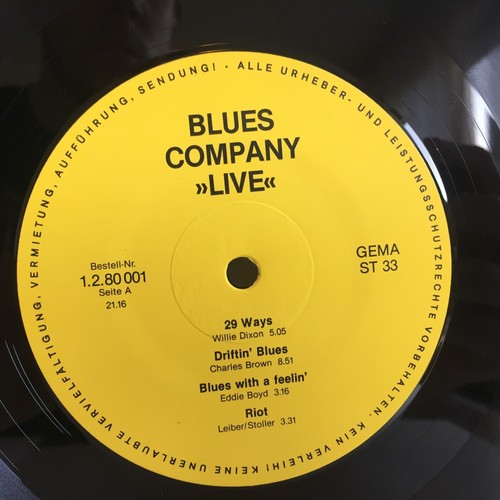 ALLE URHEBER- UND LEISTUNGSSCHUTZRECHTE VORBEHALTEN. KEIN VERLEIH! KEINE UNERLAUBTE VERVIELFÄLTIGUNG, VERMIETUNG, AUFFÜHRUNG, SENDUNG! ·
BLUES
COMPANY
»LIVE«
Bestell-Nr.
1.2.80 001
Seite A
21.16
GEMA
ST 33
29 Ways
Willie Dixon 5.05
Driftin' Blues
Charles Brown 8.51
Blues with a feelin'
Eddie Boyd 3.16
Riot
Leiber/Stoller 3.31